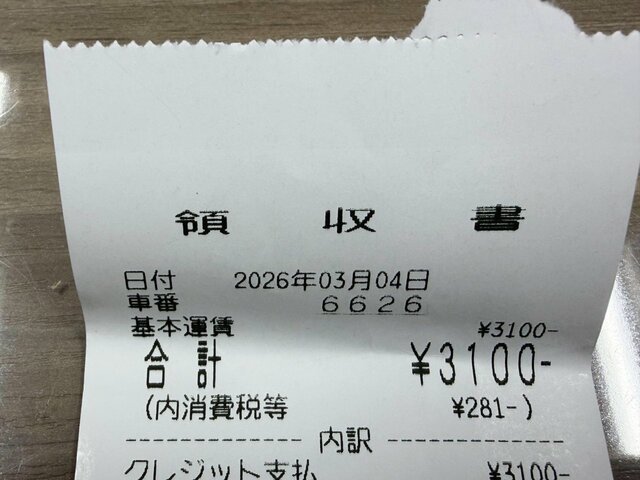 領収書
日付 2026年03月04日
車番 6626
基本運賃 ¥3100-
合計 ¥3100-
(内消費税等 ¥281-)
------------ 内訳 ------------
クレジット支払 ¥3100-